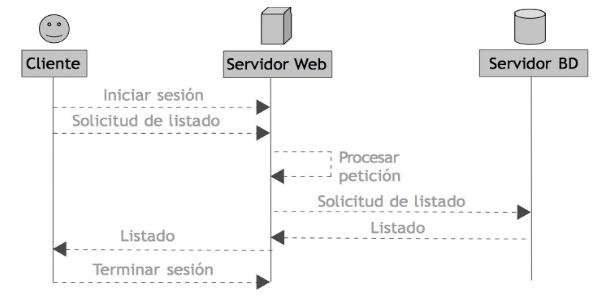 Cliente
Servidor Web
Servidor BD
Iniciar sesión
Solicitud de listado
Procesar
petición
Solicitud de listado
Listado
Listado
Terminar sesión